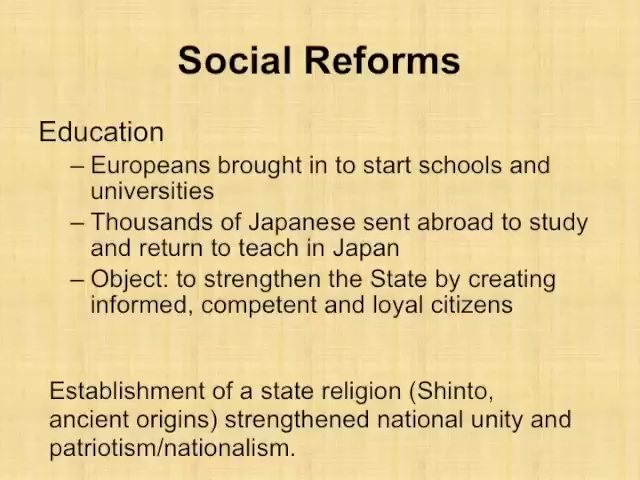 Social Reforms
Education
– Europeans brought in to start schools and
universities
– Thousands of Japanese sent abroad to study
and return to teach in Japan
– Object: to strengthen the State by creating
informed, competent and loyal citizens
Establishment of a state religion (Shinto,
ancient origins) strengthened national unity and
patriotism/nationalism.